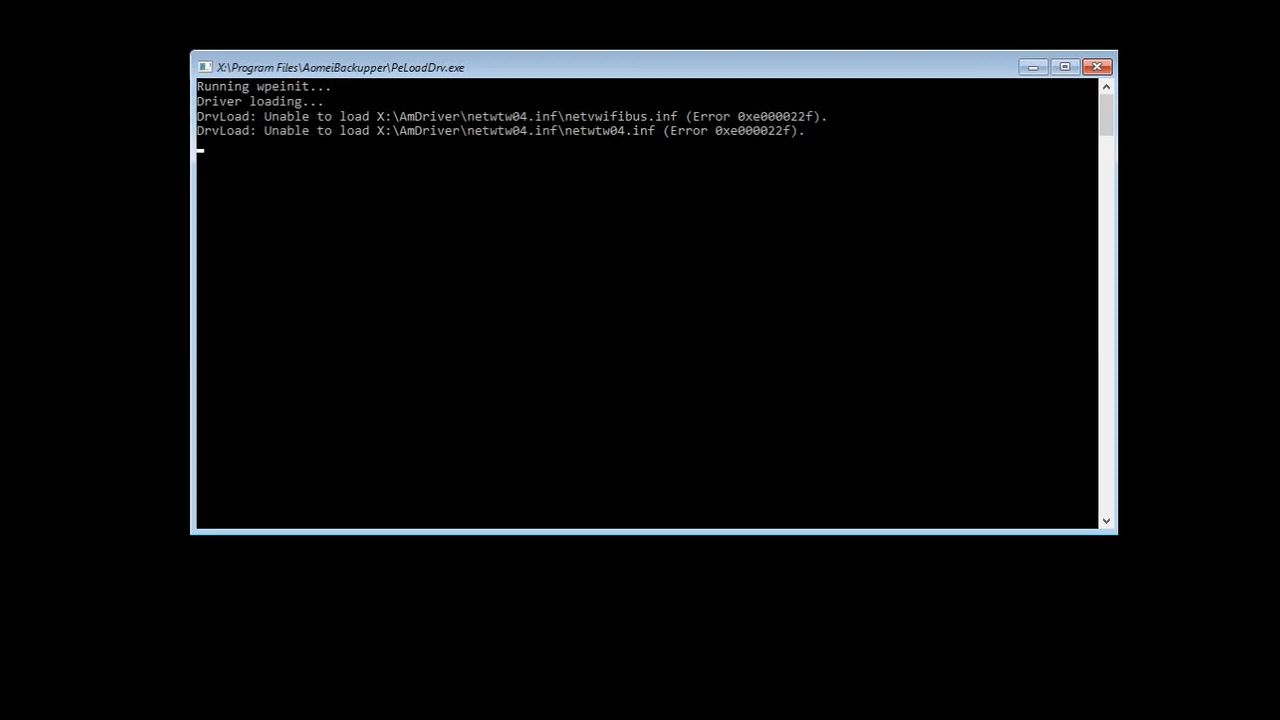 X:\Program Files\AomeiBackupper\PeLoadDrv.exe
Running wpeinit...
Driver loading...
DrvLoad: Unable to load X:\AmDriver\netwtw04.inf\netvwifibus.inf (Error 0xe000022f).
DrvLoad: Unable to load X:\AmDriver\netwtw04.inf\netwtw04.inf (Error 0xe000022f).